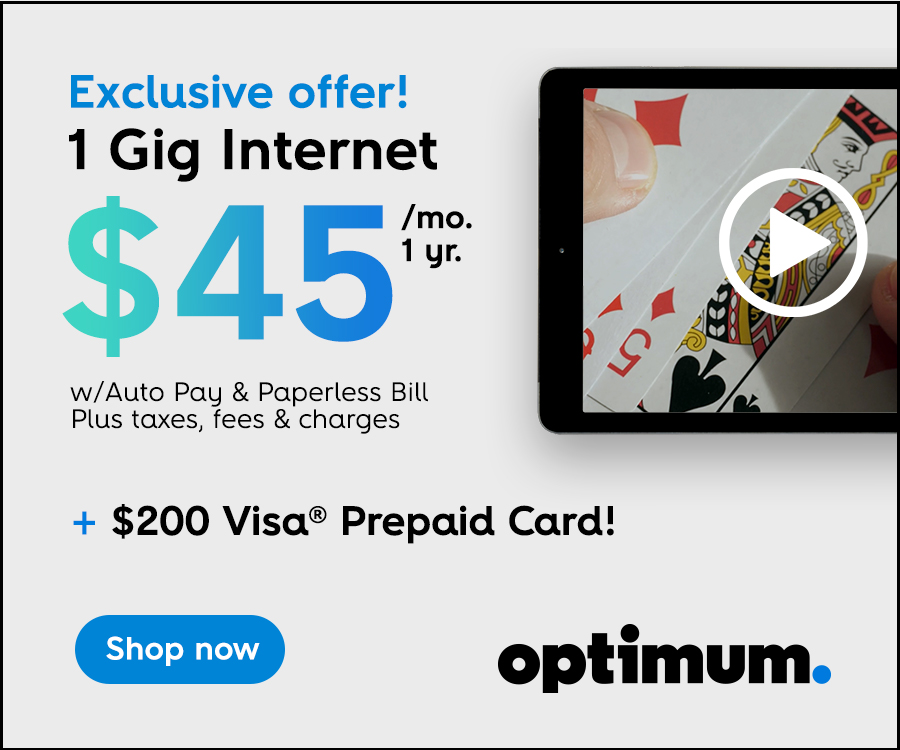 Exclusive offer!
1 Gig Internet
$45 /mo.
1 yr.
w/Auto Pay & Paperless Bill
Plus taxes, fees & charges
+ $200 Visa® Prepaid Card!
Shop now
optimum.
5